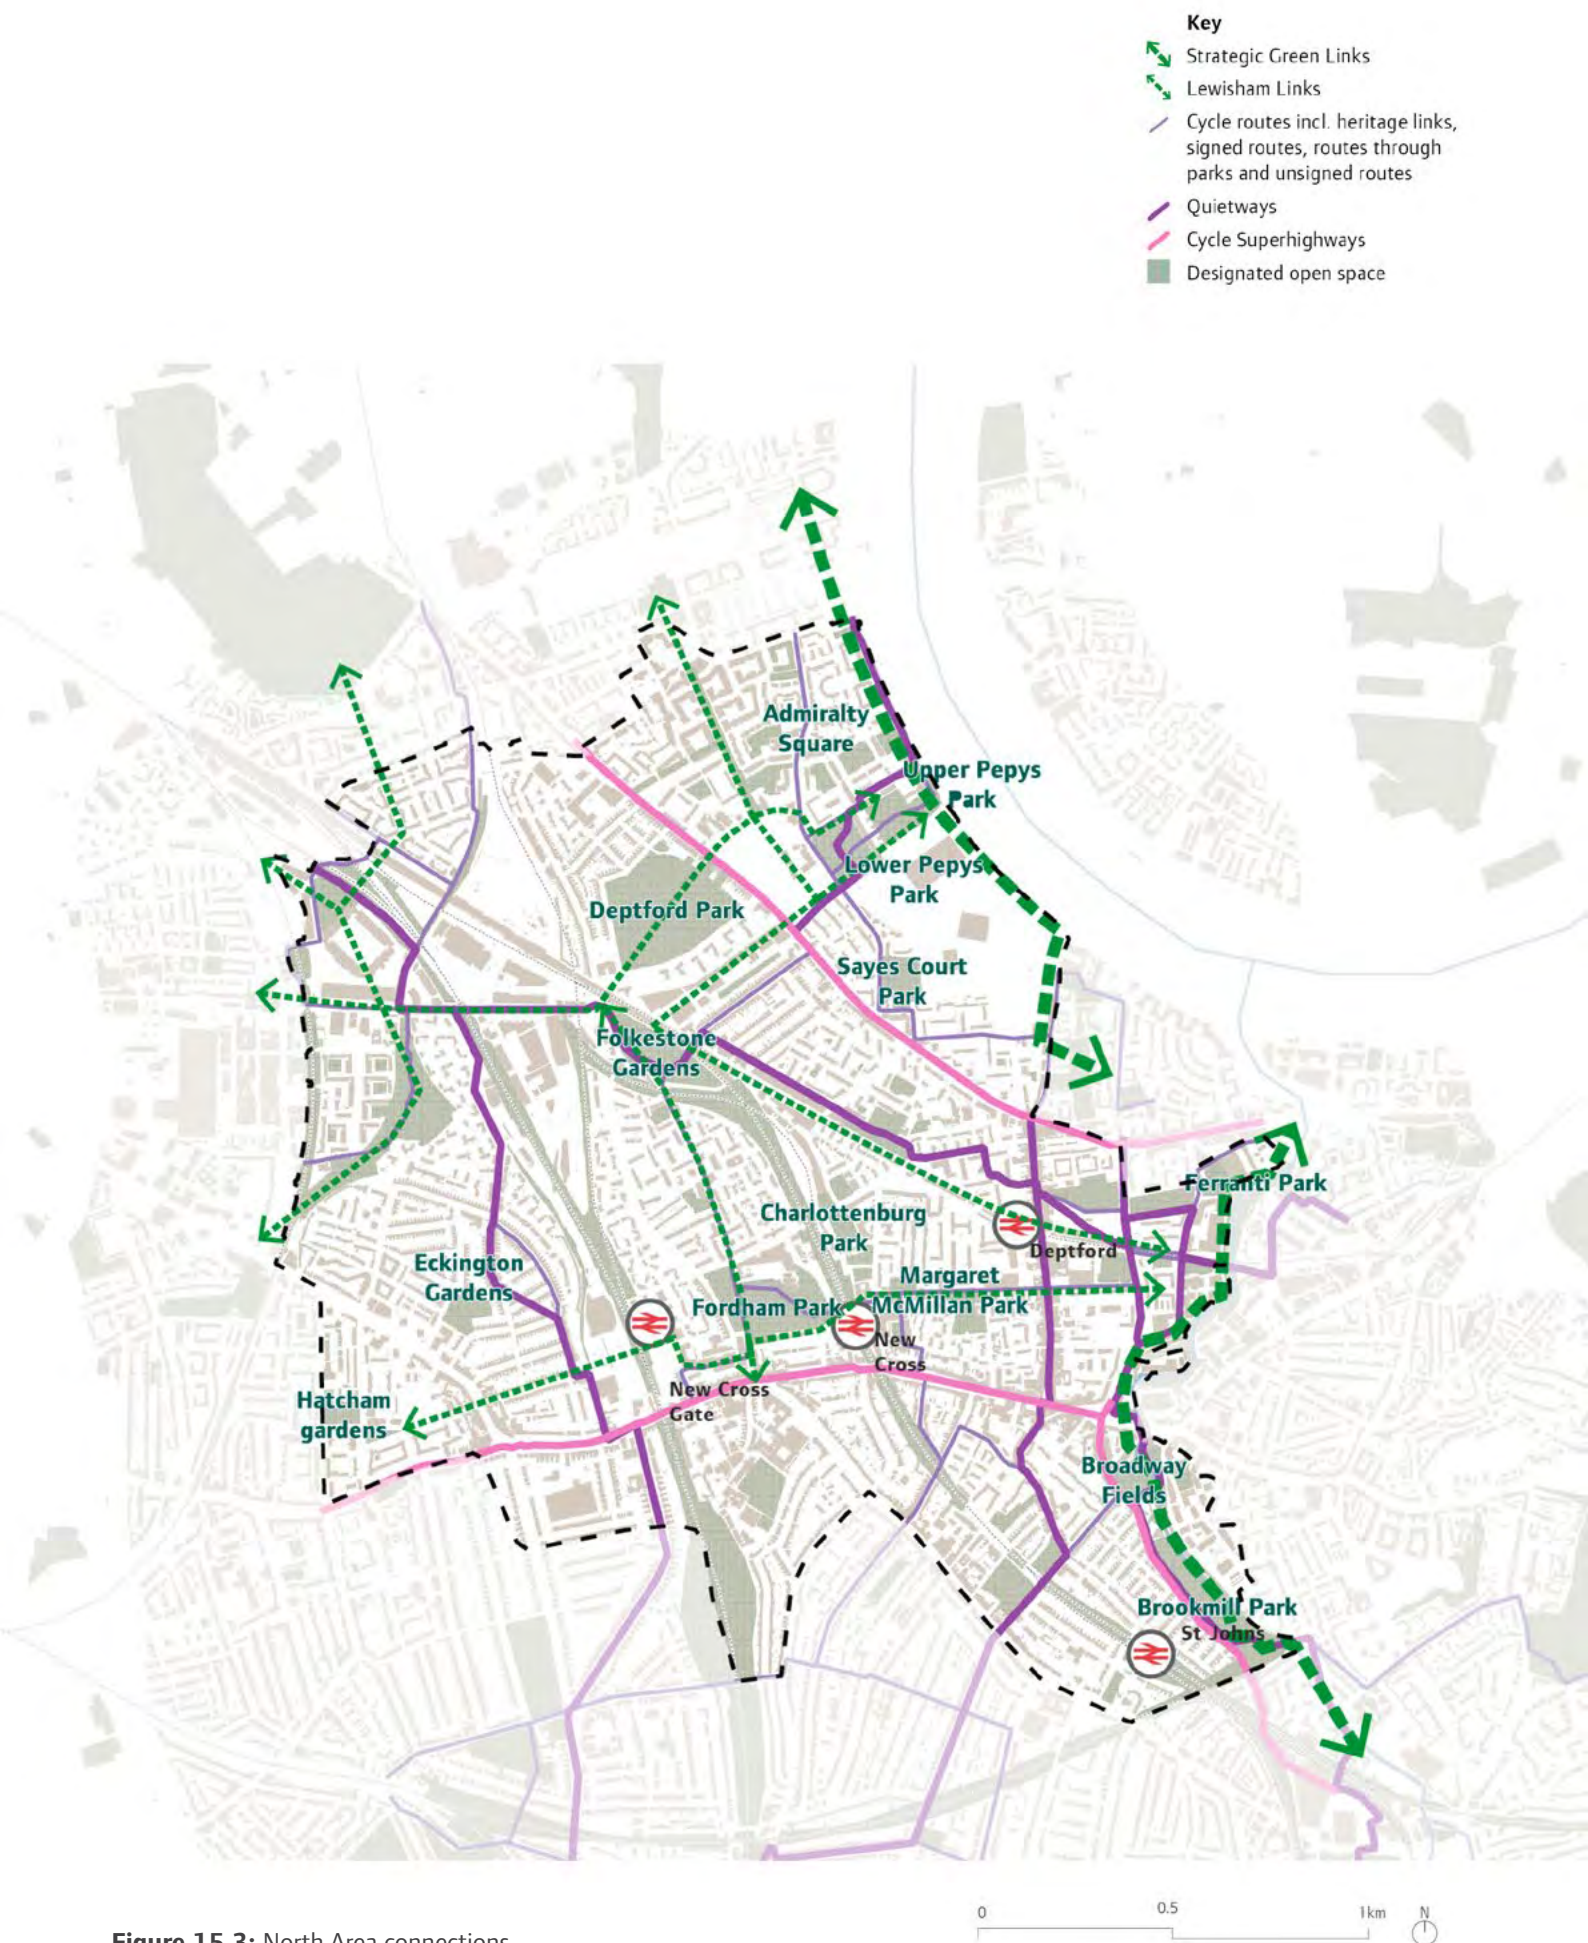 Key
Strategic Green Links
Lewisham Links
Cycle routes incl. heritage links,
signed routes, routes through
parks and unsigned routes
Quietways
Cycle Superhighways
Designated open space
Admiralty
Square
Upper Pepys
Park
Lower Pepys
Park
Deptford Park
Sayes Court
Park
Folkestone
Gardens
Ferranti Park
Charlottenburg
Park
Deptford
Eckington
Gardens
Margaret
McMillan Park
Fordham Park
New
Cross
New Cross
Gate
Hatcham
gardens
Broadway
Fields
Brookmill Park
St Johns
0
0.5
1km
N
Figure 15.3: North Area connections